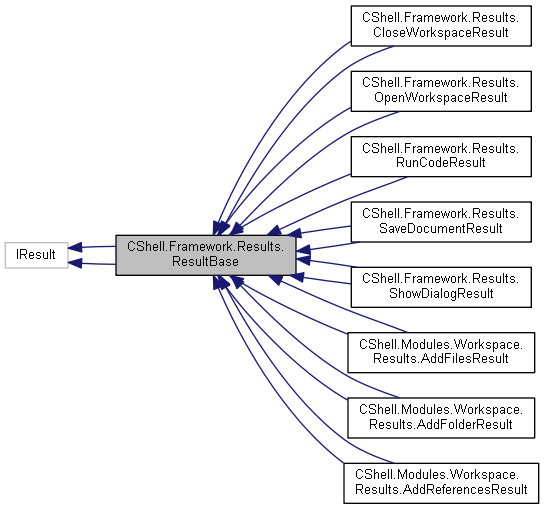 IResult
CShell.Framework.Results.
ResultBase
CShell.Framework.Results.
CloseWorkspaceResult
CShell.Framework.Results.
OpenWorkspaceResult
CShell.Framework.Results.
RunCodeResult
CShell.Framework.Results.
SaveDocumentResult
CShell.Framework.Results.
ShowDialogResult
CShell.Modules.Workspace.
Results.AddFilesResult
CShell.Modules.Workspace.
Results.AddFolderResult
CShell.Modules.Workspace.
Results.AddReferencesResult